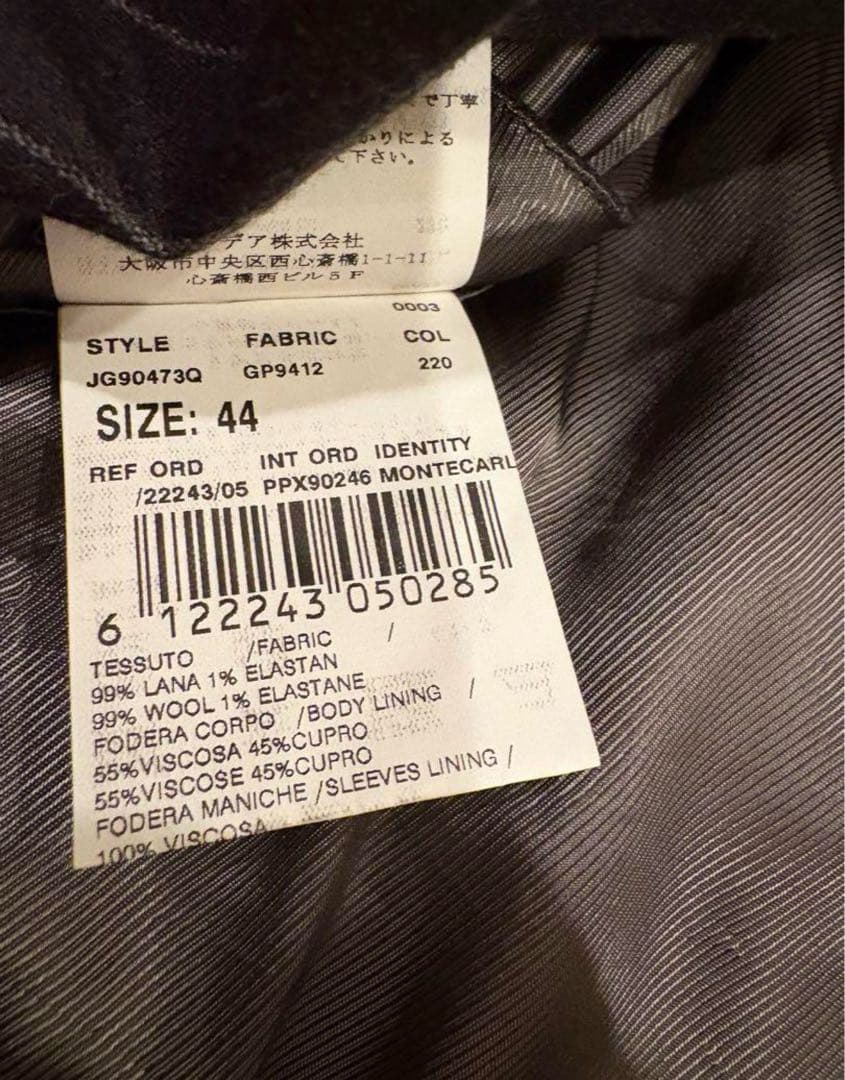 で丁寧
かりによる
て下さい。
デア株式会社
大阪市中央区西心斎橋1-1-11
心斎橋西ビル5F
0003
STYLE FABRIC COL
JG90473Q GP9412 220
SIZE: 44
REF ORD INT ORD IDENTITY
/22243/05 PPX90246 MONTECARL
6 122243 050285
TESSUTO /FABRIC /
99% LANA 1% ELASTAN
99% WOOL 1% ELASTANE
FODERA CORPO /BODY LINING /
55%VISCOSA 45%CUPRO
55%VISCOSE 45%CUPRO
FODERA MANICHE /SLEEVES LINING /
100% VISCOSA